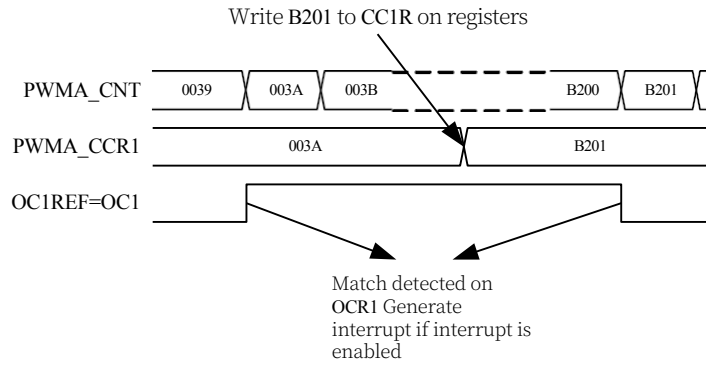 Write B201 to CC1R on registers
PWMA_CNT 0039 003A 003B B200 B201
PWMA_CCR1 003A B201
OC1REF=OC1
Match detected on
OCR1 Generate
interrupt if interrupt is
enabled